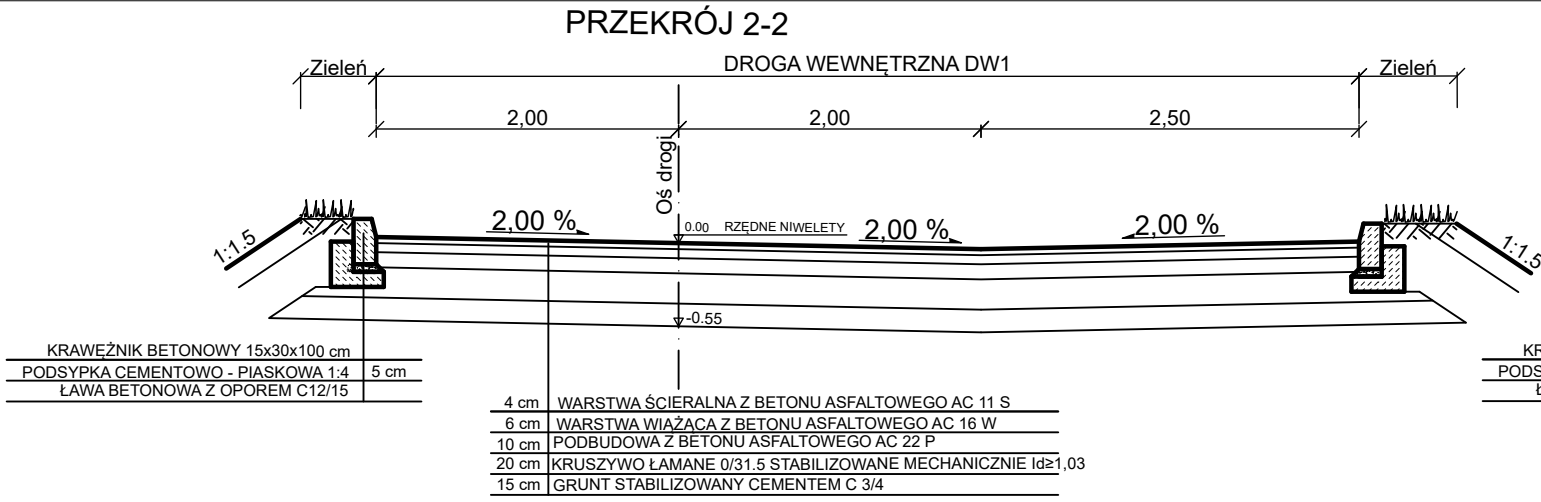 PRZEKRÓJ 2-2
Zieleń
DROGA WEWNĘTRZNA DW1
Zieleń
2,00
2,00
2,50
Oś drogi
2,00 %
0.00 RZĘDNE NIWELETY
2,00 %
2,00 %
1:1.5
1:1.5
-0.55
KRAWĘŻNIK BETONOWY 15x30x100 cm
PODSYPKA CEMENTOWO - PIASKOWA 1:4 5 cm
ŁAWA BETONOWA Z OPOREM C12/15
KR
PODS
Ł
4 cm WARSTWA ŚCIERALNA Z BETONU ASFALTOWEGO AC 11 S
6 cm WARSTWA WIĄŻĄCA Z BETONU ASFALTOWEGO AC 16 W
10 cm PODBUDOWA Z BETONU ASFALTOWEGO AC 22 P
20 cm KRUSZYWO ŁAMANE 0/31.5 STABILIZOWANE MECHANICZNIE Id≥1,03
15 cm GRUNT STABILIZOWANY CEMENTEM C 3/4